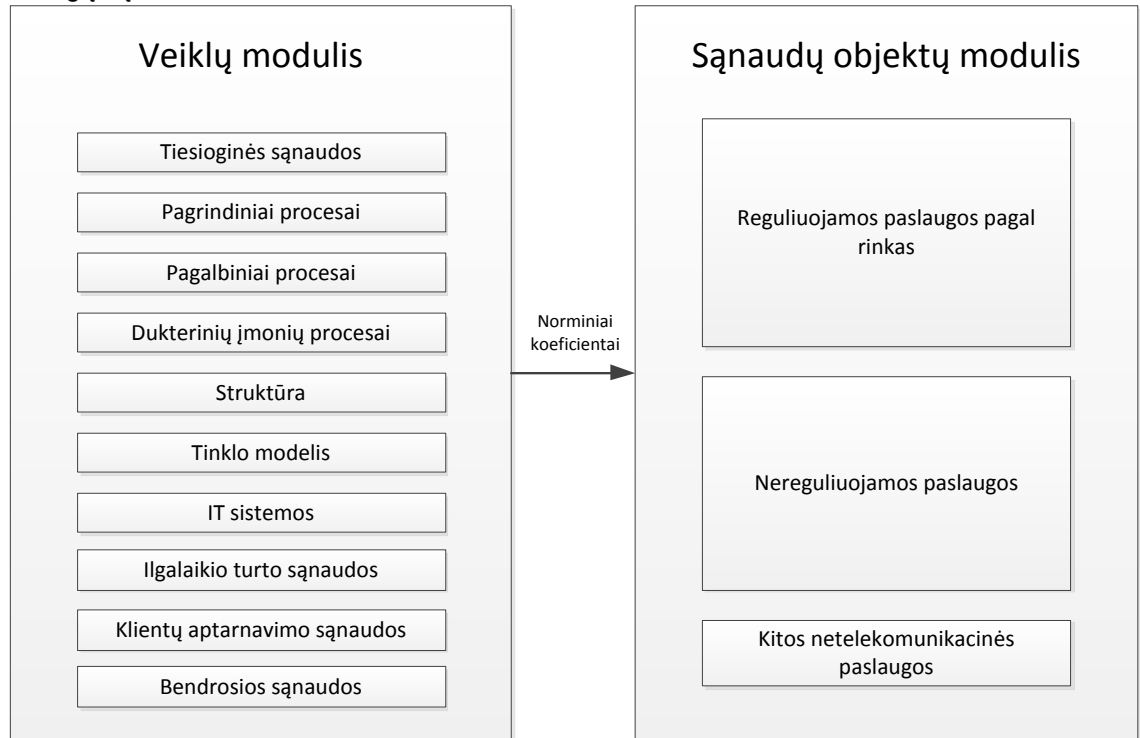 Veiklų modulis
Tiesioginės sąnaudos
Pagrindiniai procesai
Pagalbiniai procesai
Dukterinių įmonių procesai
Struktūra
Tinklo modelis
IT sistemos
Ilgalaikio turto sąnaudos
Klientų aptarnavimo sąnaudos
Bendrosios sąnaudos
Norminiai
koeficientai
Sąnaudų objektų modulis
Reguliuojamos paslaugos pagal
rinkas
Nereguliuojamos paslaugos
Kitos netelekomunikacinės
paslaugos